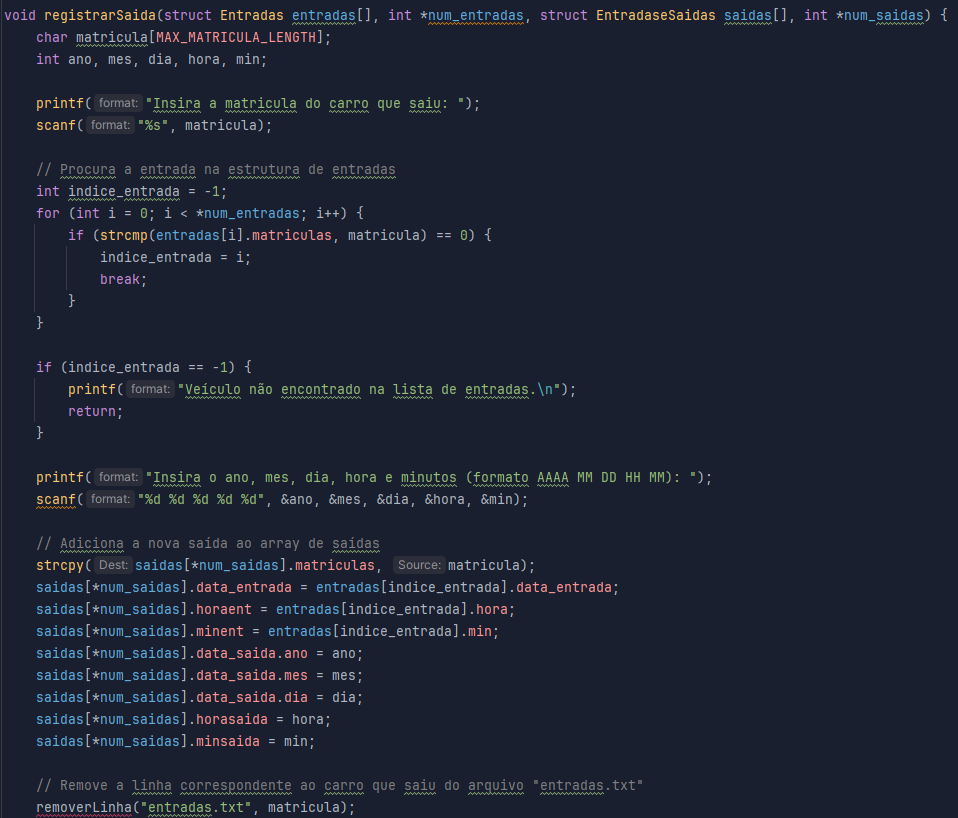 void registrarSaida(struct Entradas entradas[], int *num_entradas, struct EntradaseSaidas saidas[], int *num_saidas) {
    char matricula[MAX_MATRICULA_LENGTH];
    int ano, mes, dia, hora, min;

    printf( format: "Insira a matricula do carro que saiu: ");
    scanf( format: "%s", matricula);

    // Procura a entrada na estrutura de entradas
    int indice_entrada = -1;
    for (int i = 0; i < *num_entradas; i++) {
        if (strcmp(entradas[i].matriculas, matricula) == 0) {
            indice_entrada = i;
            break;
        }
    }

    if (indice_entrada == -1) {
        printf( format: "Veículo não encontrado na lista de entradas.\n");
        return;
    }

    printf( format: "Insira o ano, mes, dia, hora e minutos (formato AAAA MM DD HH MM): ");
    scanf( format: "%d %d %d %d %d", &ano, &mes, &dia, &hora, &min);

    // Adiciona a nova saída ao array de saídas
    strcpy( Dest: saidas[*num_saidas].matriculas, Source: matricula);
    saidas[*num_saidas].data_entrada = entradas[indice_entrada].data_entrada;
    saidas[*num_saidas].horaent = entradas[indice_entrada].hora;
    saidas[*num_saidas].minent = entradas[indice_entrada].min;
    saidas[*num_saidas].data_saida.ano = ano;
    saidas[*num_saidas].data_saida.mes = mes;
    saidas[*num_saidas].data_saida.dia = dia;
    saidas[*num_saidas].horasaida = hora;
    saidas[*num_saidas].minsaida = min;

    // Remove a linha correspondente ao carro que saiu do arquivo "entradas.txt"
    removerLinha("entradas.txt", matricula);